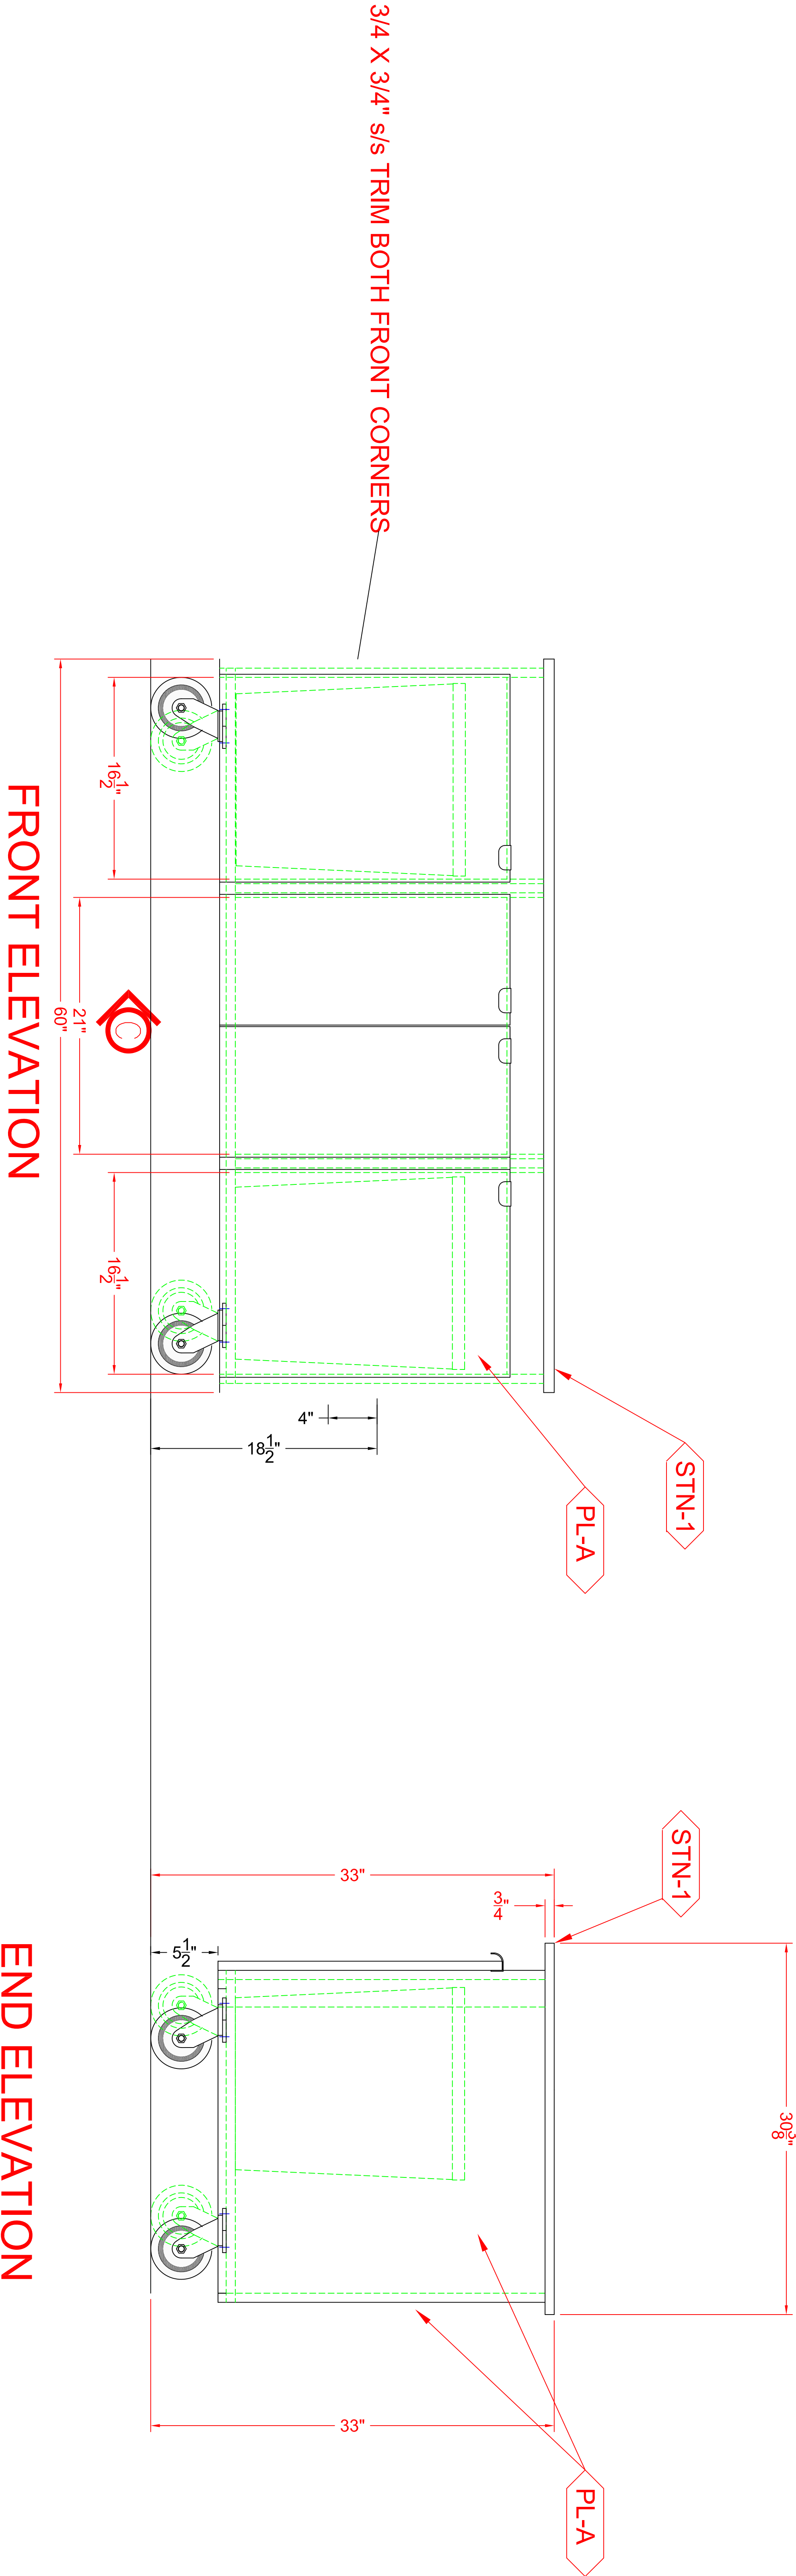 3/4 X 3/4" s/s TRIM BOTH FRONT CORNERS
STN-1
PL-A
16 1/2"
21"
16 1/2"
60"
4"
18 1/2"
C
FRONT ELEVATION
30 3/8"
STN-1
33"
3/4"
5 1/2"
33"
PL-A
END ELEVATION